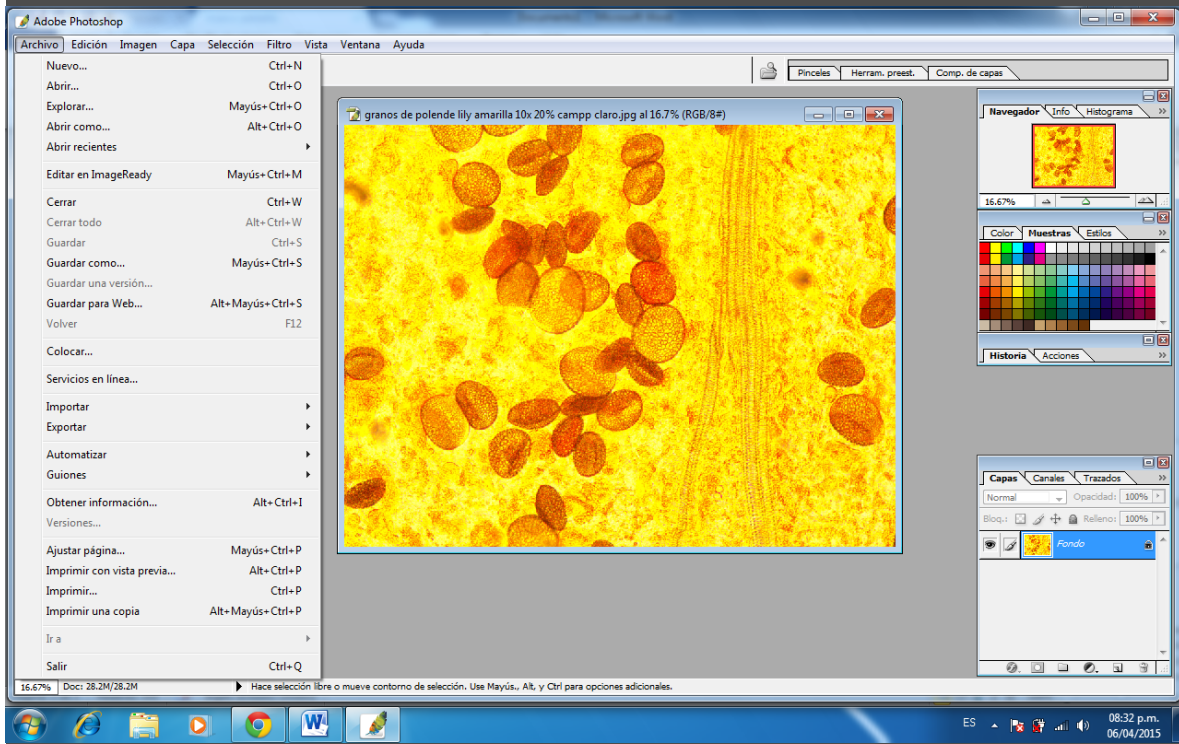 Adobe Photoshop
Archivo Edición Imagen Capa Selección Filtro Vista Ventana Ayuda
Nuevo... Ctrl+N
Abrir... Ctrl+O
Explorar... Mayús+Ctrl+O
Abrir como... Alt+Ctrl+O
Abrir recientes
Editar en ImageReady Mayús+Ctrl+M
Cerrar Ctrl+W
Cerrar todo Alt+Ctrl+W
Guardar Ctrl+S
Guardar como... Mayús+Ctrl+S
Guardar una versión...
Guardar para Web... Alt+Mayús+Ctrl+S
Volver F12
Colocar...
Servicios en línea...
Importar
Exportar
Automatizar
Guiones
Obtener información... Alt+Ctrl+I
Versiones...
Ajustar página... Mayús+Ctrl+P
Imprimir con vista previa... Alt+Ctrl+P
Imprimir... Ctrl+P
Imprimir una copia Alt+Mayús+Ctrl+P
Ir a
Salir Ctrl+Q
Pinceles Herram. preest. Comp. de capas
granos de polende lily amarilla 10x 20% campp claro.jpg al 16.7% (RGB/8#)
Navegador Info Histograma
16.67%
Color Muestras Estilos
Historia Acciones
Capas Canales Trazados
Normal Opacidad: 100%
Bloq.: Relleno: 100%
Fondo
16.67% Doc: 28.2M/28.2M Hace selección libre o mueve contorno de selección. Use Mayús., Alt, y Ctrl para opciones adicionales.
ES 08:32 p.m.
06/04/2015